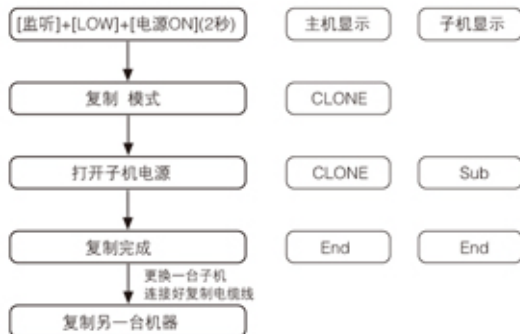 [监听]+[LOW]+[电源ON](2秒) 主机显示 子机显示
复制 模式 CLONE
打开子机电源 CLONE Sub
复制完成 End End
更换一台子机
连接好复制电缆线
复制另一台机器